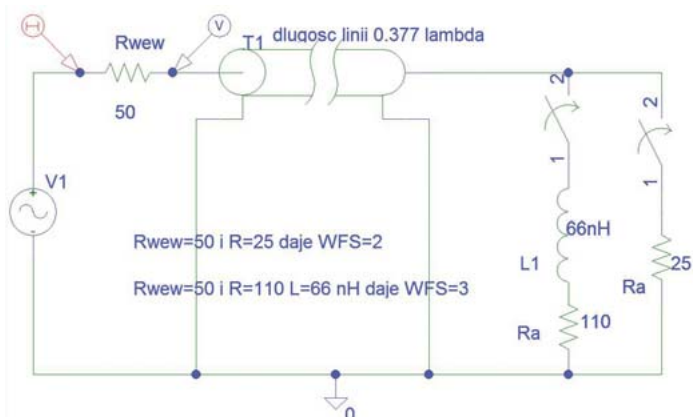 I
V
Rwew
T1
dlugosc linii 0.377 lambda
50
2
2
1
1
V1
66nH
L1
25
Ra
Rwew=50 i R=25 daje WFS=2
Rwew=50 i R=110 L=66 nH daje WFS=3
110
Ra
0